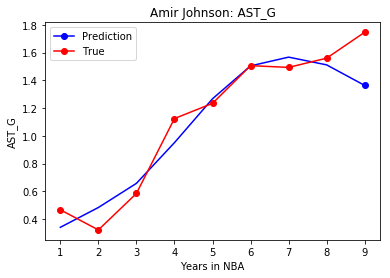 Amir Johnson: AST_G
Prediction
True
1.8
1.6
1.4
1.2
1.0
0.8
0.6
0.4
AST_G
1 2 3 4 5 6 7 8 9
Years in NBA